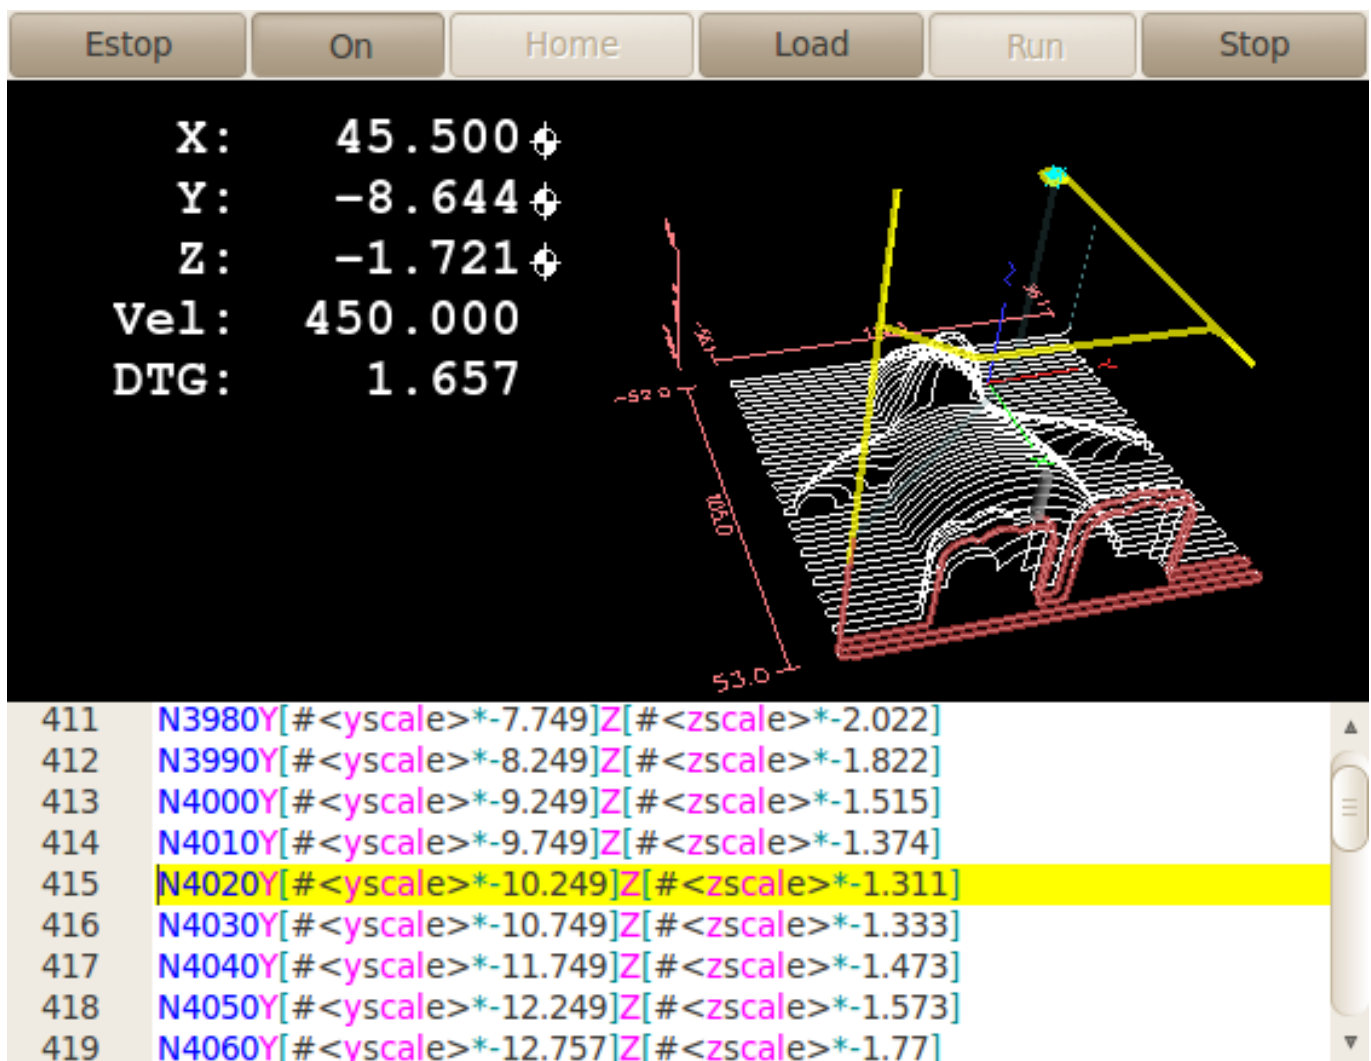 Estop On Home Load Run Stop
X: 45.500
Y: -8.644
Z: -1.721
Vel: 450.000
DTG: 1.657
-52.0
105.0
53.0
411 N3980Y[#<yscale>*-7.749]Z[#<zscale>*-2.022]
412 N3990Y[#<yscale>*-8.249]Z[#<zscale>*-1.822]
413 N4000Y[#<yscale>*-9.249]Z[#<zscale>*-1.515]
414 N4010Y[#<yscale>*-9.749]Z[#<zscale>*-1.374]
415 N4020Y[#<yscale>*-10.249]Z[#<zscale>*-1.311]
416 N4030Y[#<yscale>*-10.749]Z[#<zscale>*-1.333]
417 N4040Y[#<yscale>*-11.749]Z[#<zscale>*-1.473]
418 N4050Y[#<yscale>*-12.249]Z[#<zscale>*-1.573]
419 N4060Y[#<yscale>*-12.757]Z[#<zscale>*-1.77]